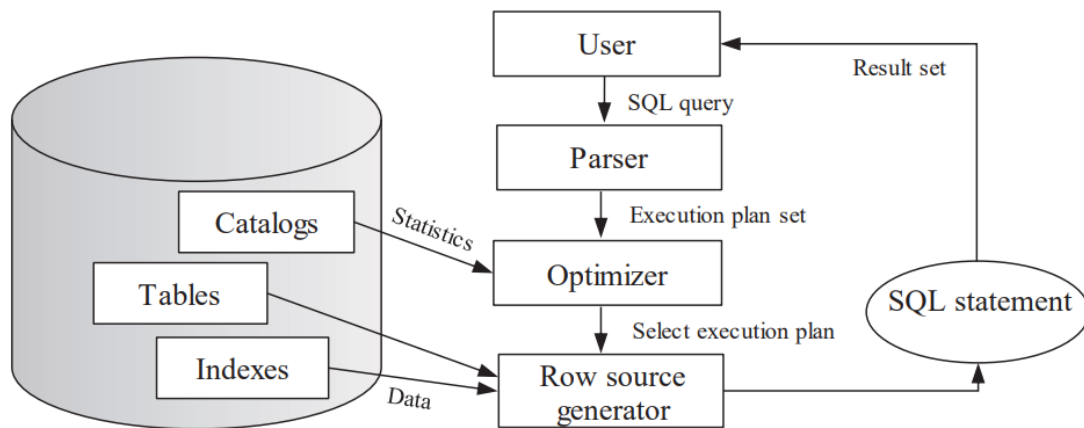 User
Result set
SQL query
Parser
Catalogs
Statistics
Execution plan set
Optimizer
Tables
SQL statement
Select execution plan
Indexes
Data
Row source
generator